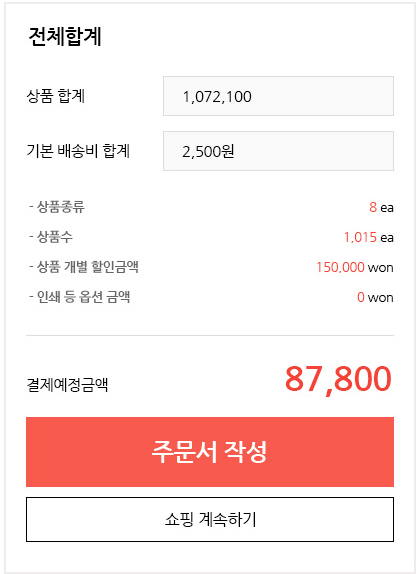 전체합계
상품 합계 1,072,100
기본 배송비 합계 2,500원
- 상품종류 8 ea
- 상품수 1,015 ea
- 상품 개별 할인금액 150,000 won
- 인쇄 등 옵션 금액 0 won
결제예정금액 87,800
주문서 작성
쇼핑 계속하기